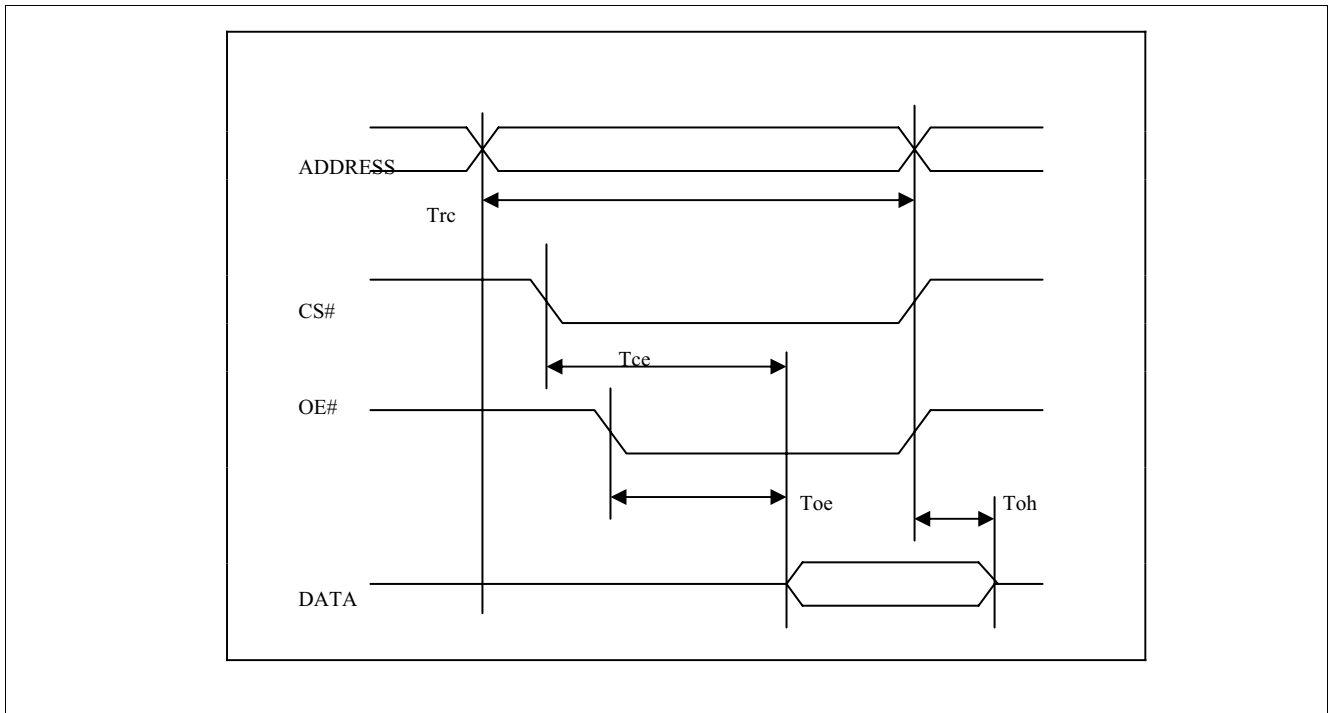 ADDRESS
Trc
CS#
Tce
OE#
Toe
Toh
DATA